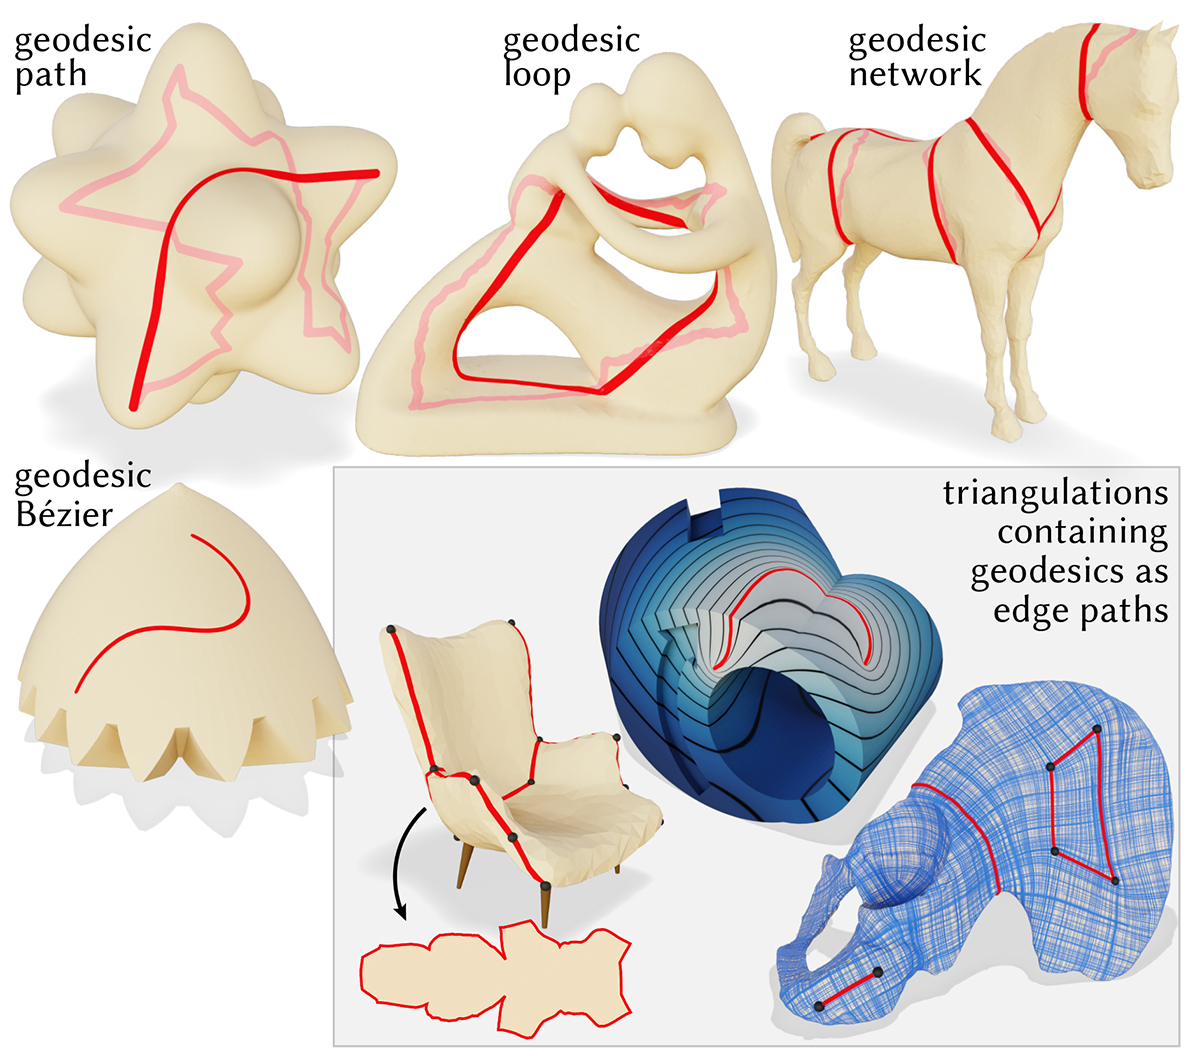 geodesic
path
geodesic
loop
geodesic
network
geodesic
Bézier
triangulations
containing
geodesics as
edge paths